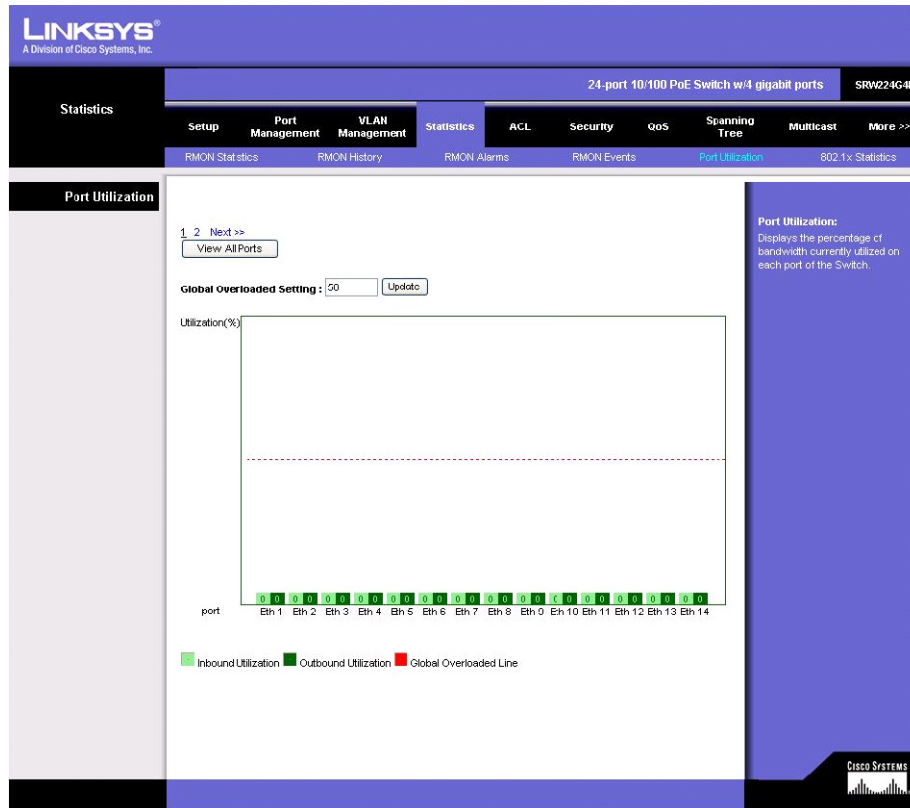 LINKSYS®
A Division of Cisco Systems, Inc.
24-port 10/100 PoE Switch w/4 gigabit ports SRW224G4
Statistics
Setup Port Management VLAN Management Statistics ACL Security QoS Spanning Tree Multicast More >>
RMON Statistics RMON History RMON Alarms RMON Events Port Utilization 802.1x Statistics
Port Utilization
1 2 Next >>
View All Ports
Global Overloaded Setting : 50 Update
Utilization(%)
0 0 0 0 0 0 0 0 0 0 0 0 0 0 0 0 0 0 0 0 0 0 0 0 0 0 0
port Eth 1 Eth 2 Eth 3 Eth 4 Eth 5 Eth 6 Eth 7 Eth 8 Eth 9 Eth 10 Eth 11 Eth 12 Eth 13 Eth 14
Inbound Utilization Outbound Utilization Global Overloaded Line
Port Utilization:
Displays the percentage of
bandwidth currently utilized on
each port of the Switch.
CISCO SYSTEMS